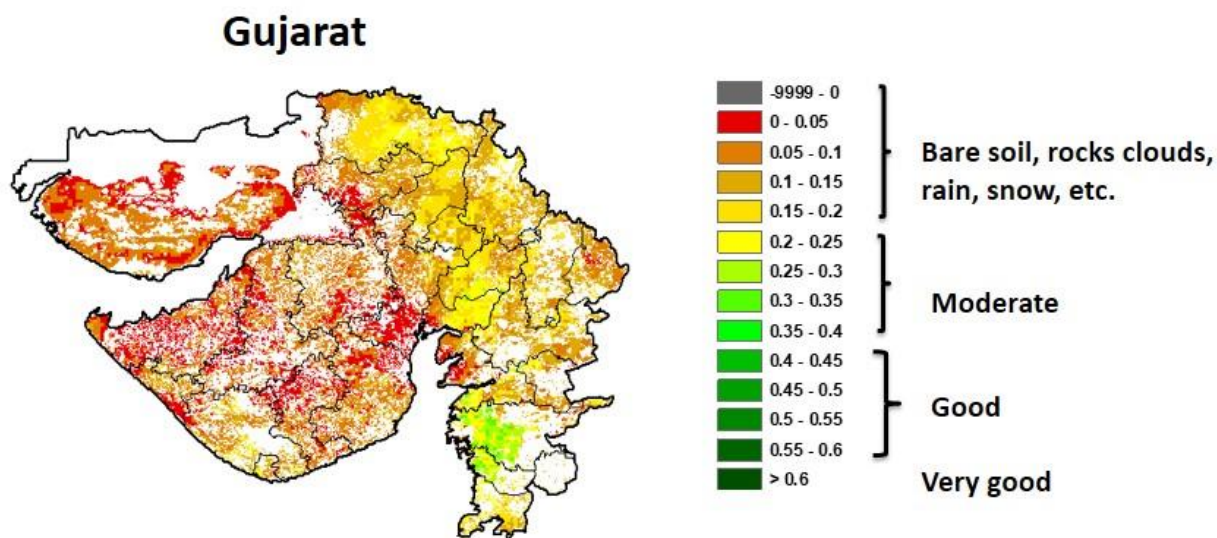 Gujarat
-9999 - 0
0 - 0.05
0.05 - 0.1
0.1 - 0.15
0.15 - 0.2
0.2 - 0.25
0.25 - 0.3
0.3 - 0.35
0.35 - 0.4
0.4 - 0.45
0.45 - 0.5
0.5 - 0.55
0.55 - 0.6
> 0.6
Bare soil, rocks clouds,
rain, snow, etc.
Moderate
Good
Very good